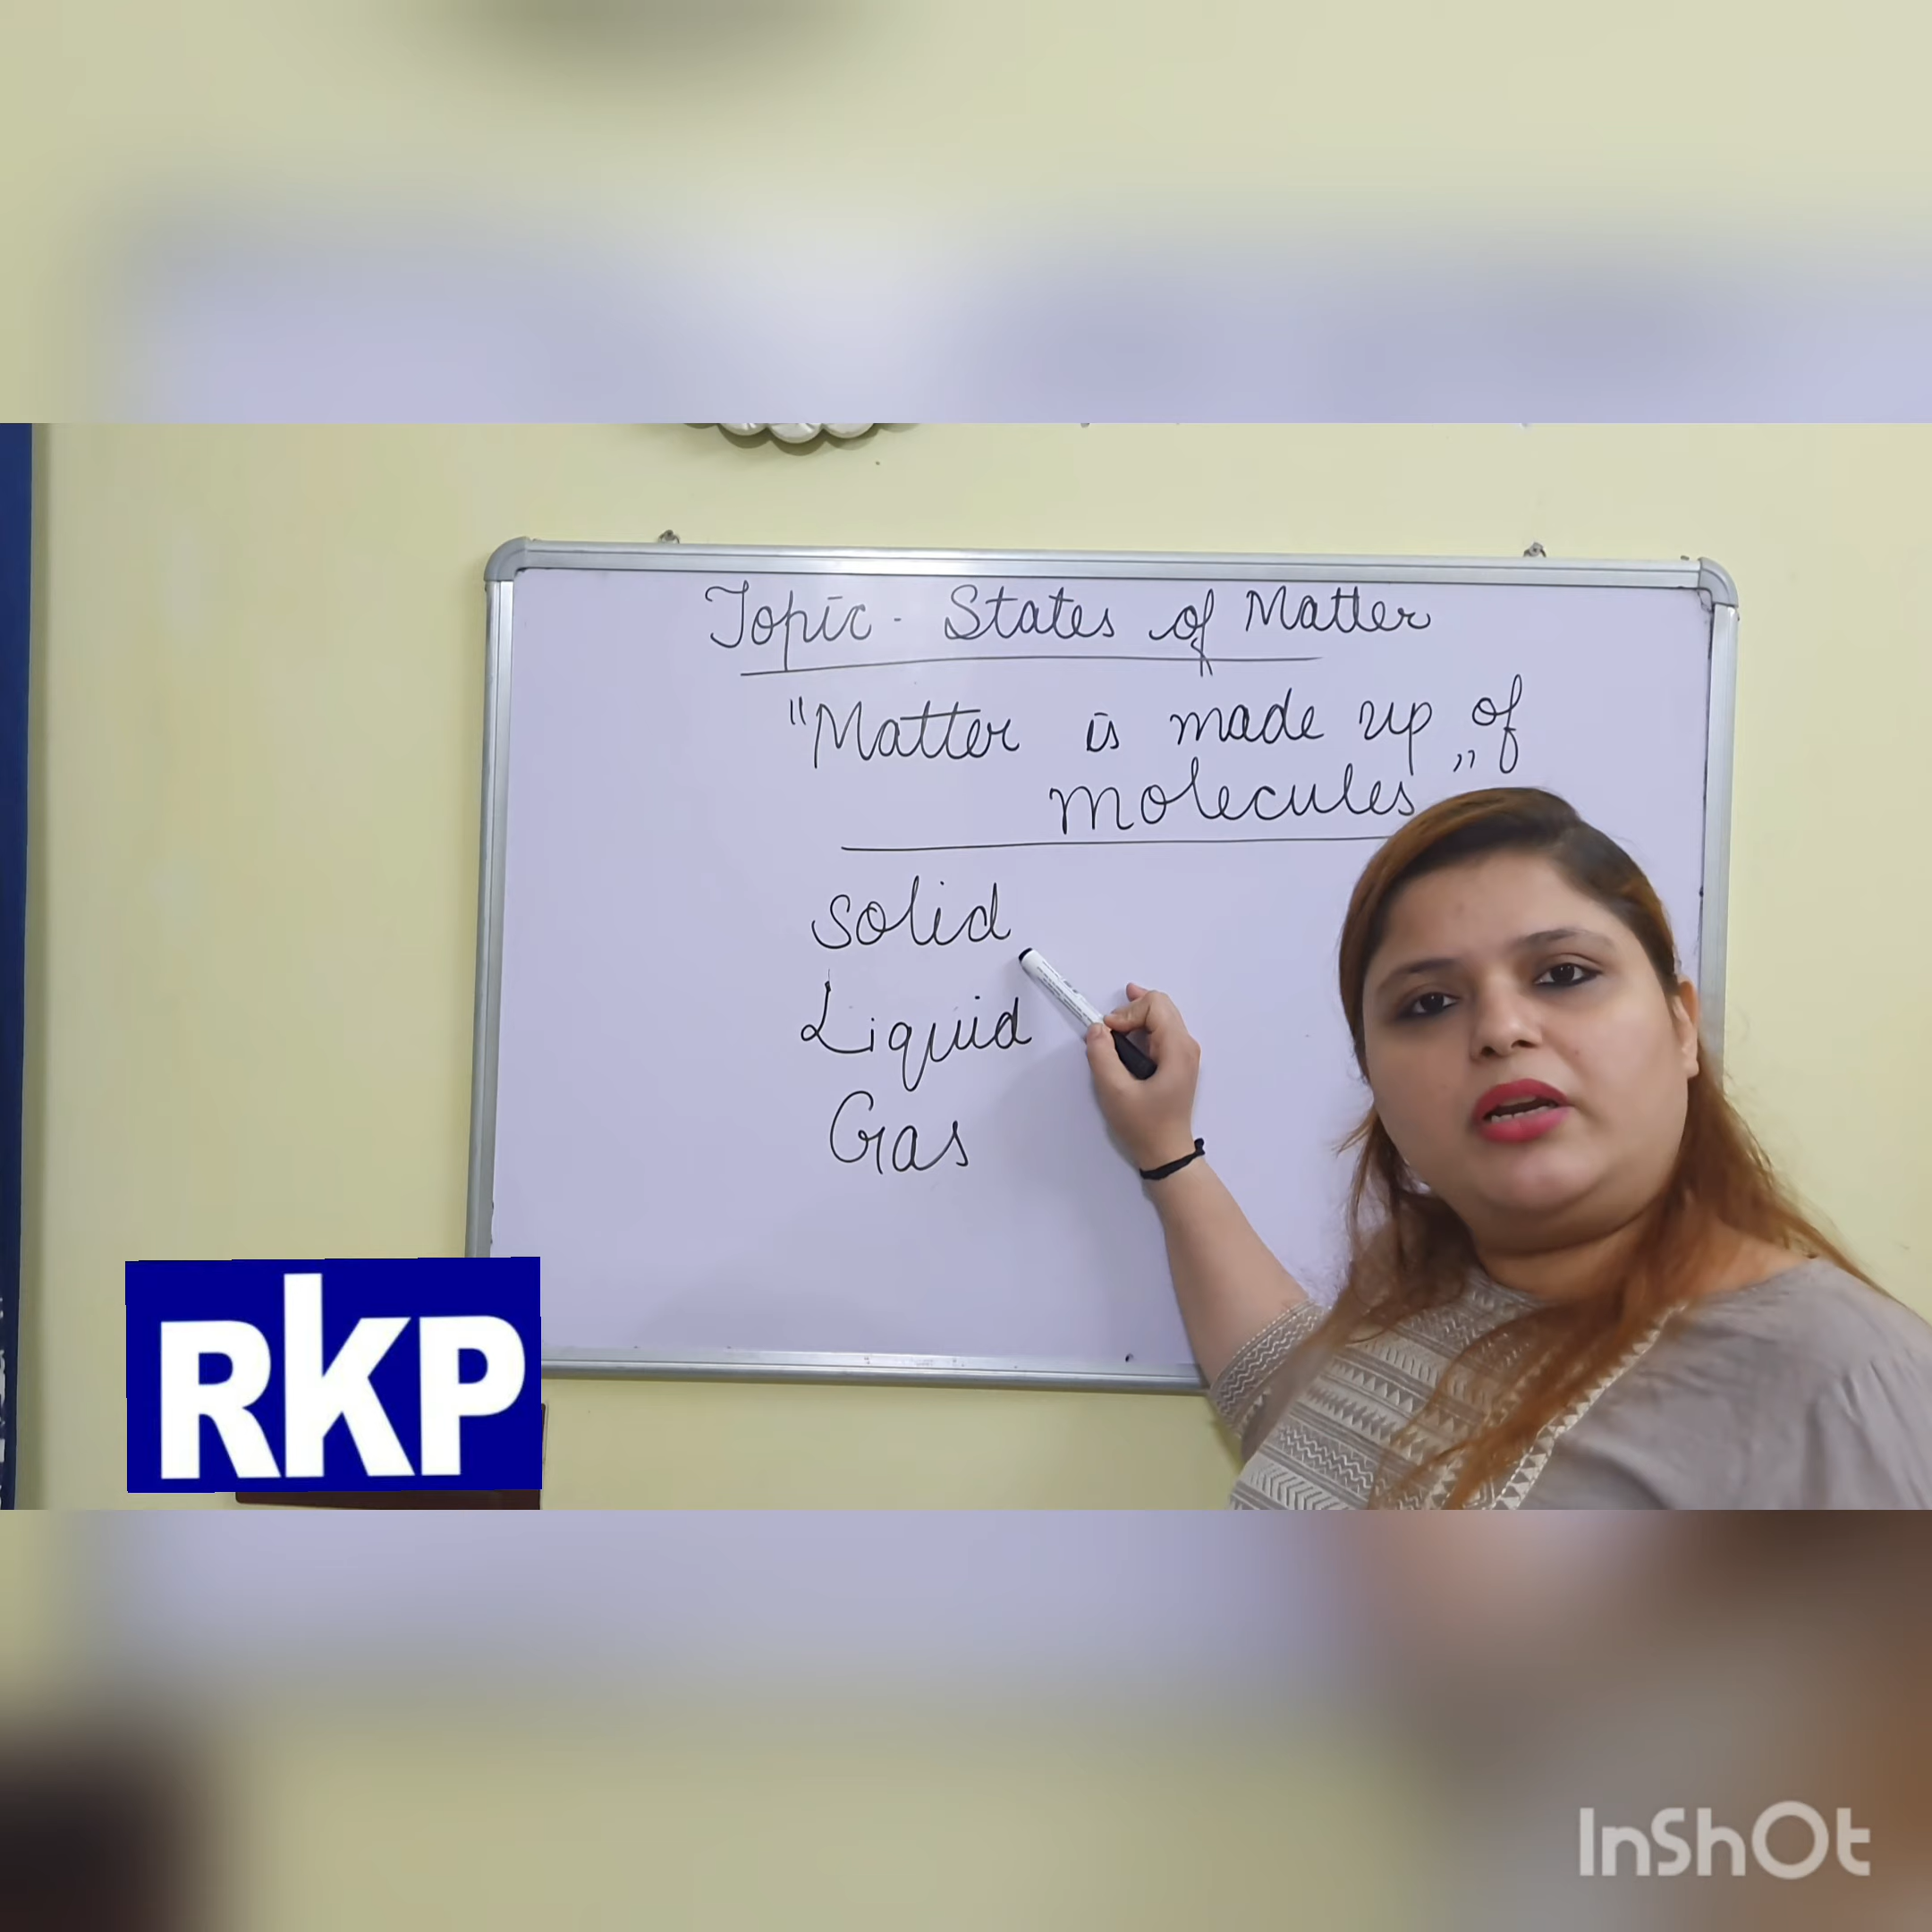 Topic - States of Matter
"Matter is made up of
molecules"
Solid
Liquid
Gas
RKP
InShOt